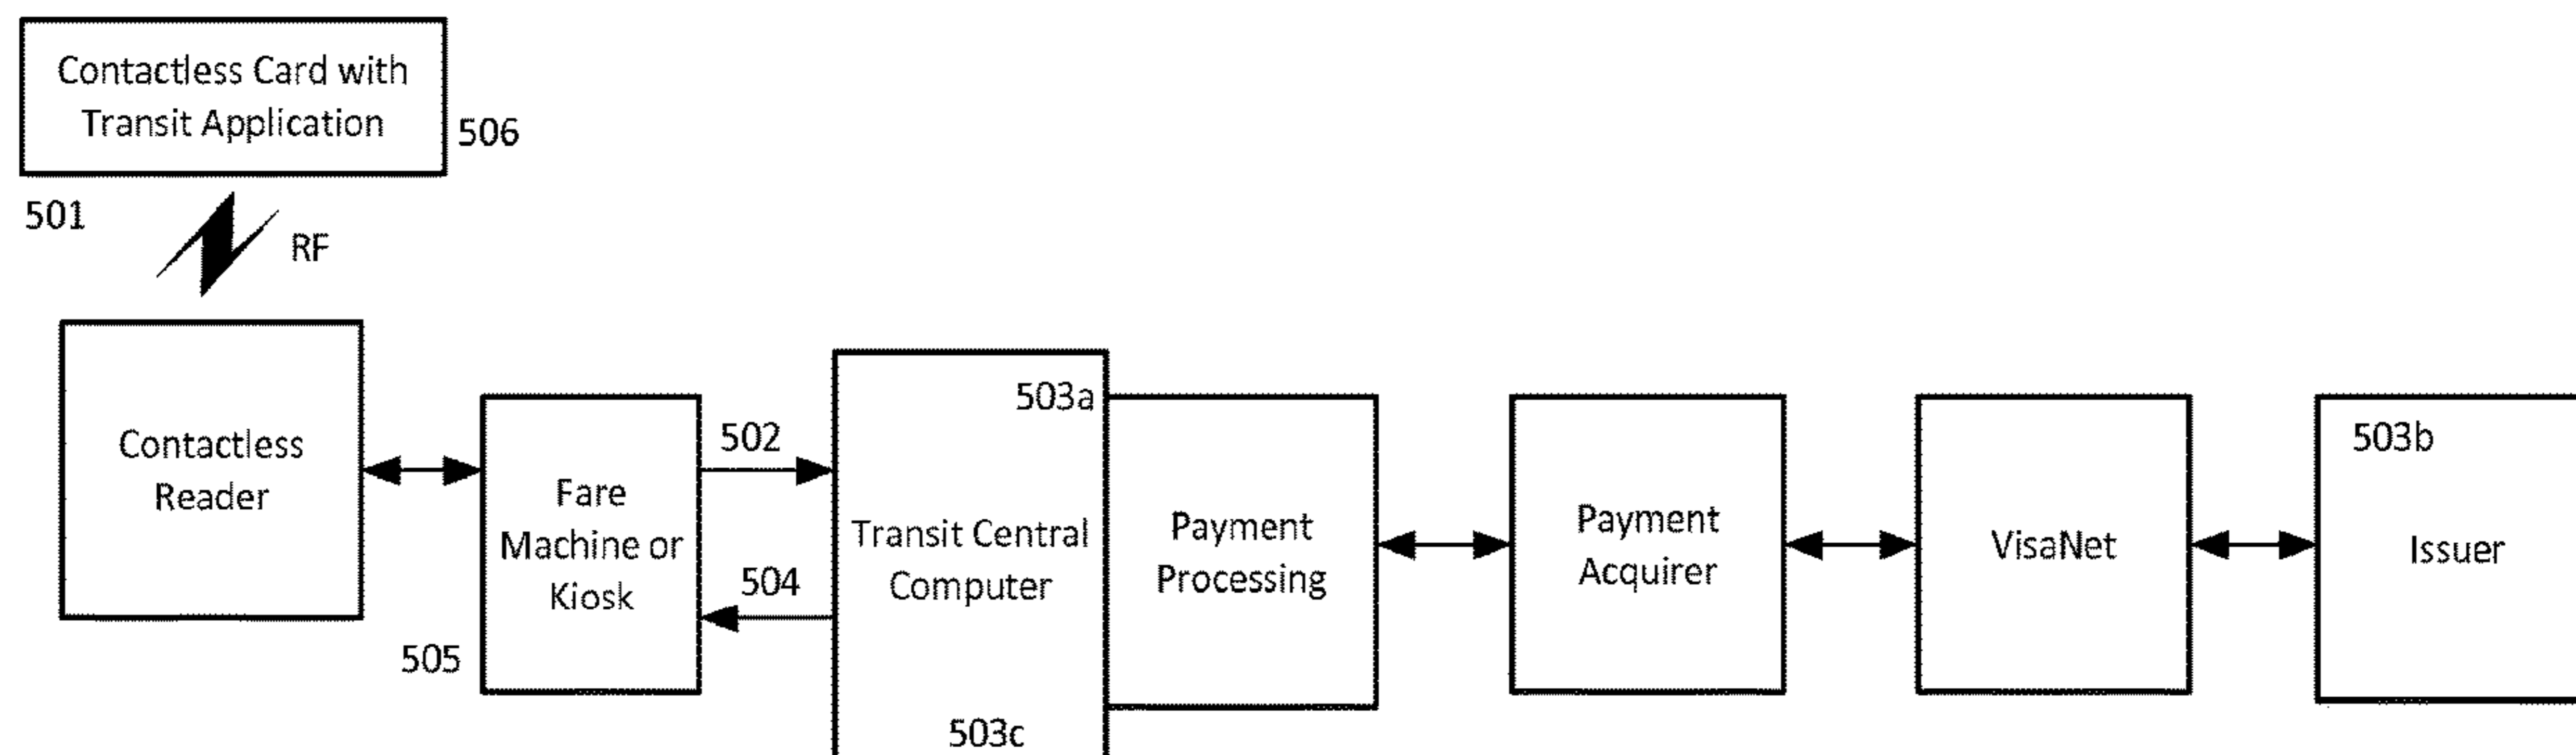 Contactless Card with
Transit Application
506
501
RF
Contactless
Reader
Fare
Machine or
Kiosk
505
502
504
503a
Transit Central
Computer
503c
Payment
Processing
Payment
Acquirer
VisaNet
503b
Issuer